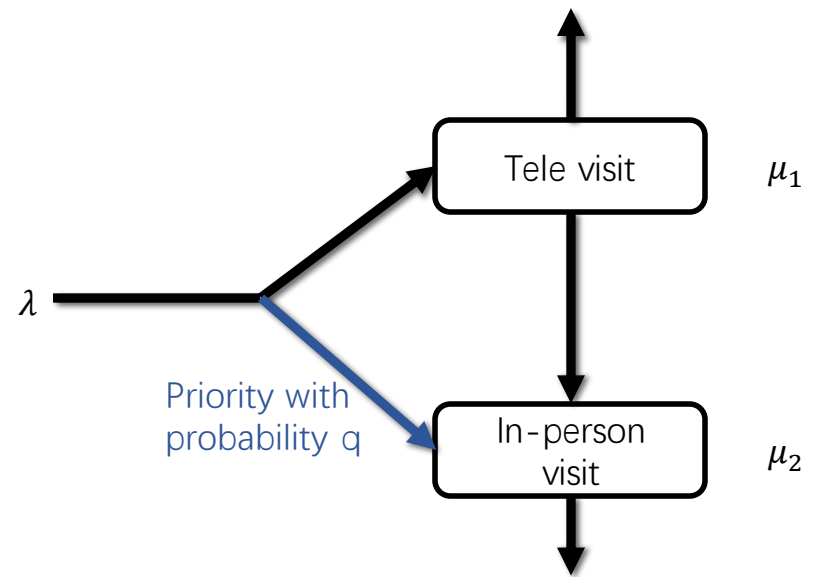 Tele visit
μ₁
λ
Priority with
probability q
In-person
visit
μ₂